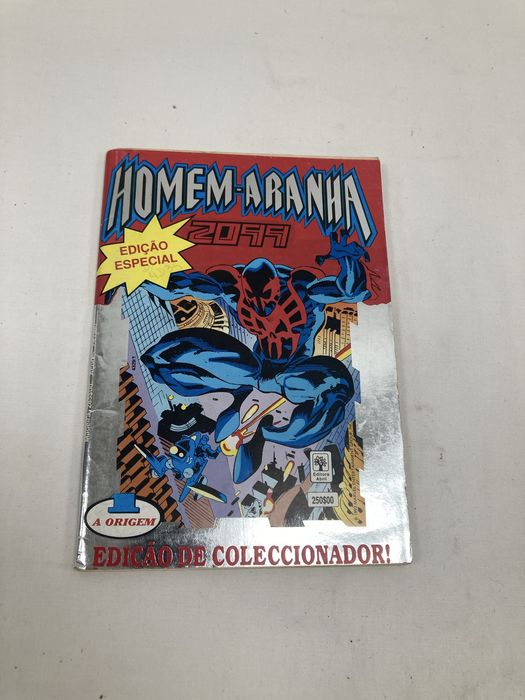 HOMEM-ARANHA
2099
EDIÇÃO
ESPECIAL
Editora
Abril
250$00
1
A ORIGEM
EDIÇÃO DE COLECCIONADOR!